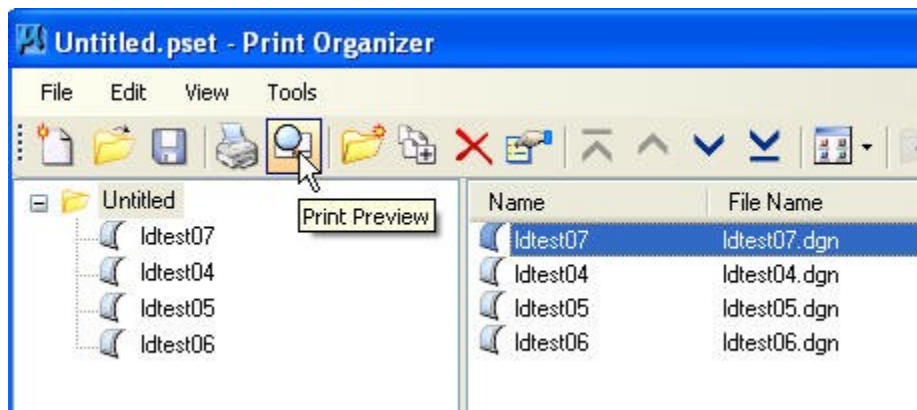 Untitled.pset - Print Organizer
File Edit View Tools
Print Preview
Untitled
ldtest07
ldtest04
ldtest05
ldtest06
Name File Name
ldtest07 ldtest07.dgn
ldtest04 ldtest04.dgn
ldtest05 ldtest05.dgn
ldtest06 ldtest06.dgn